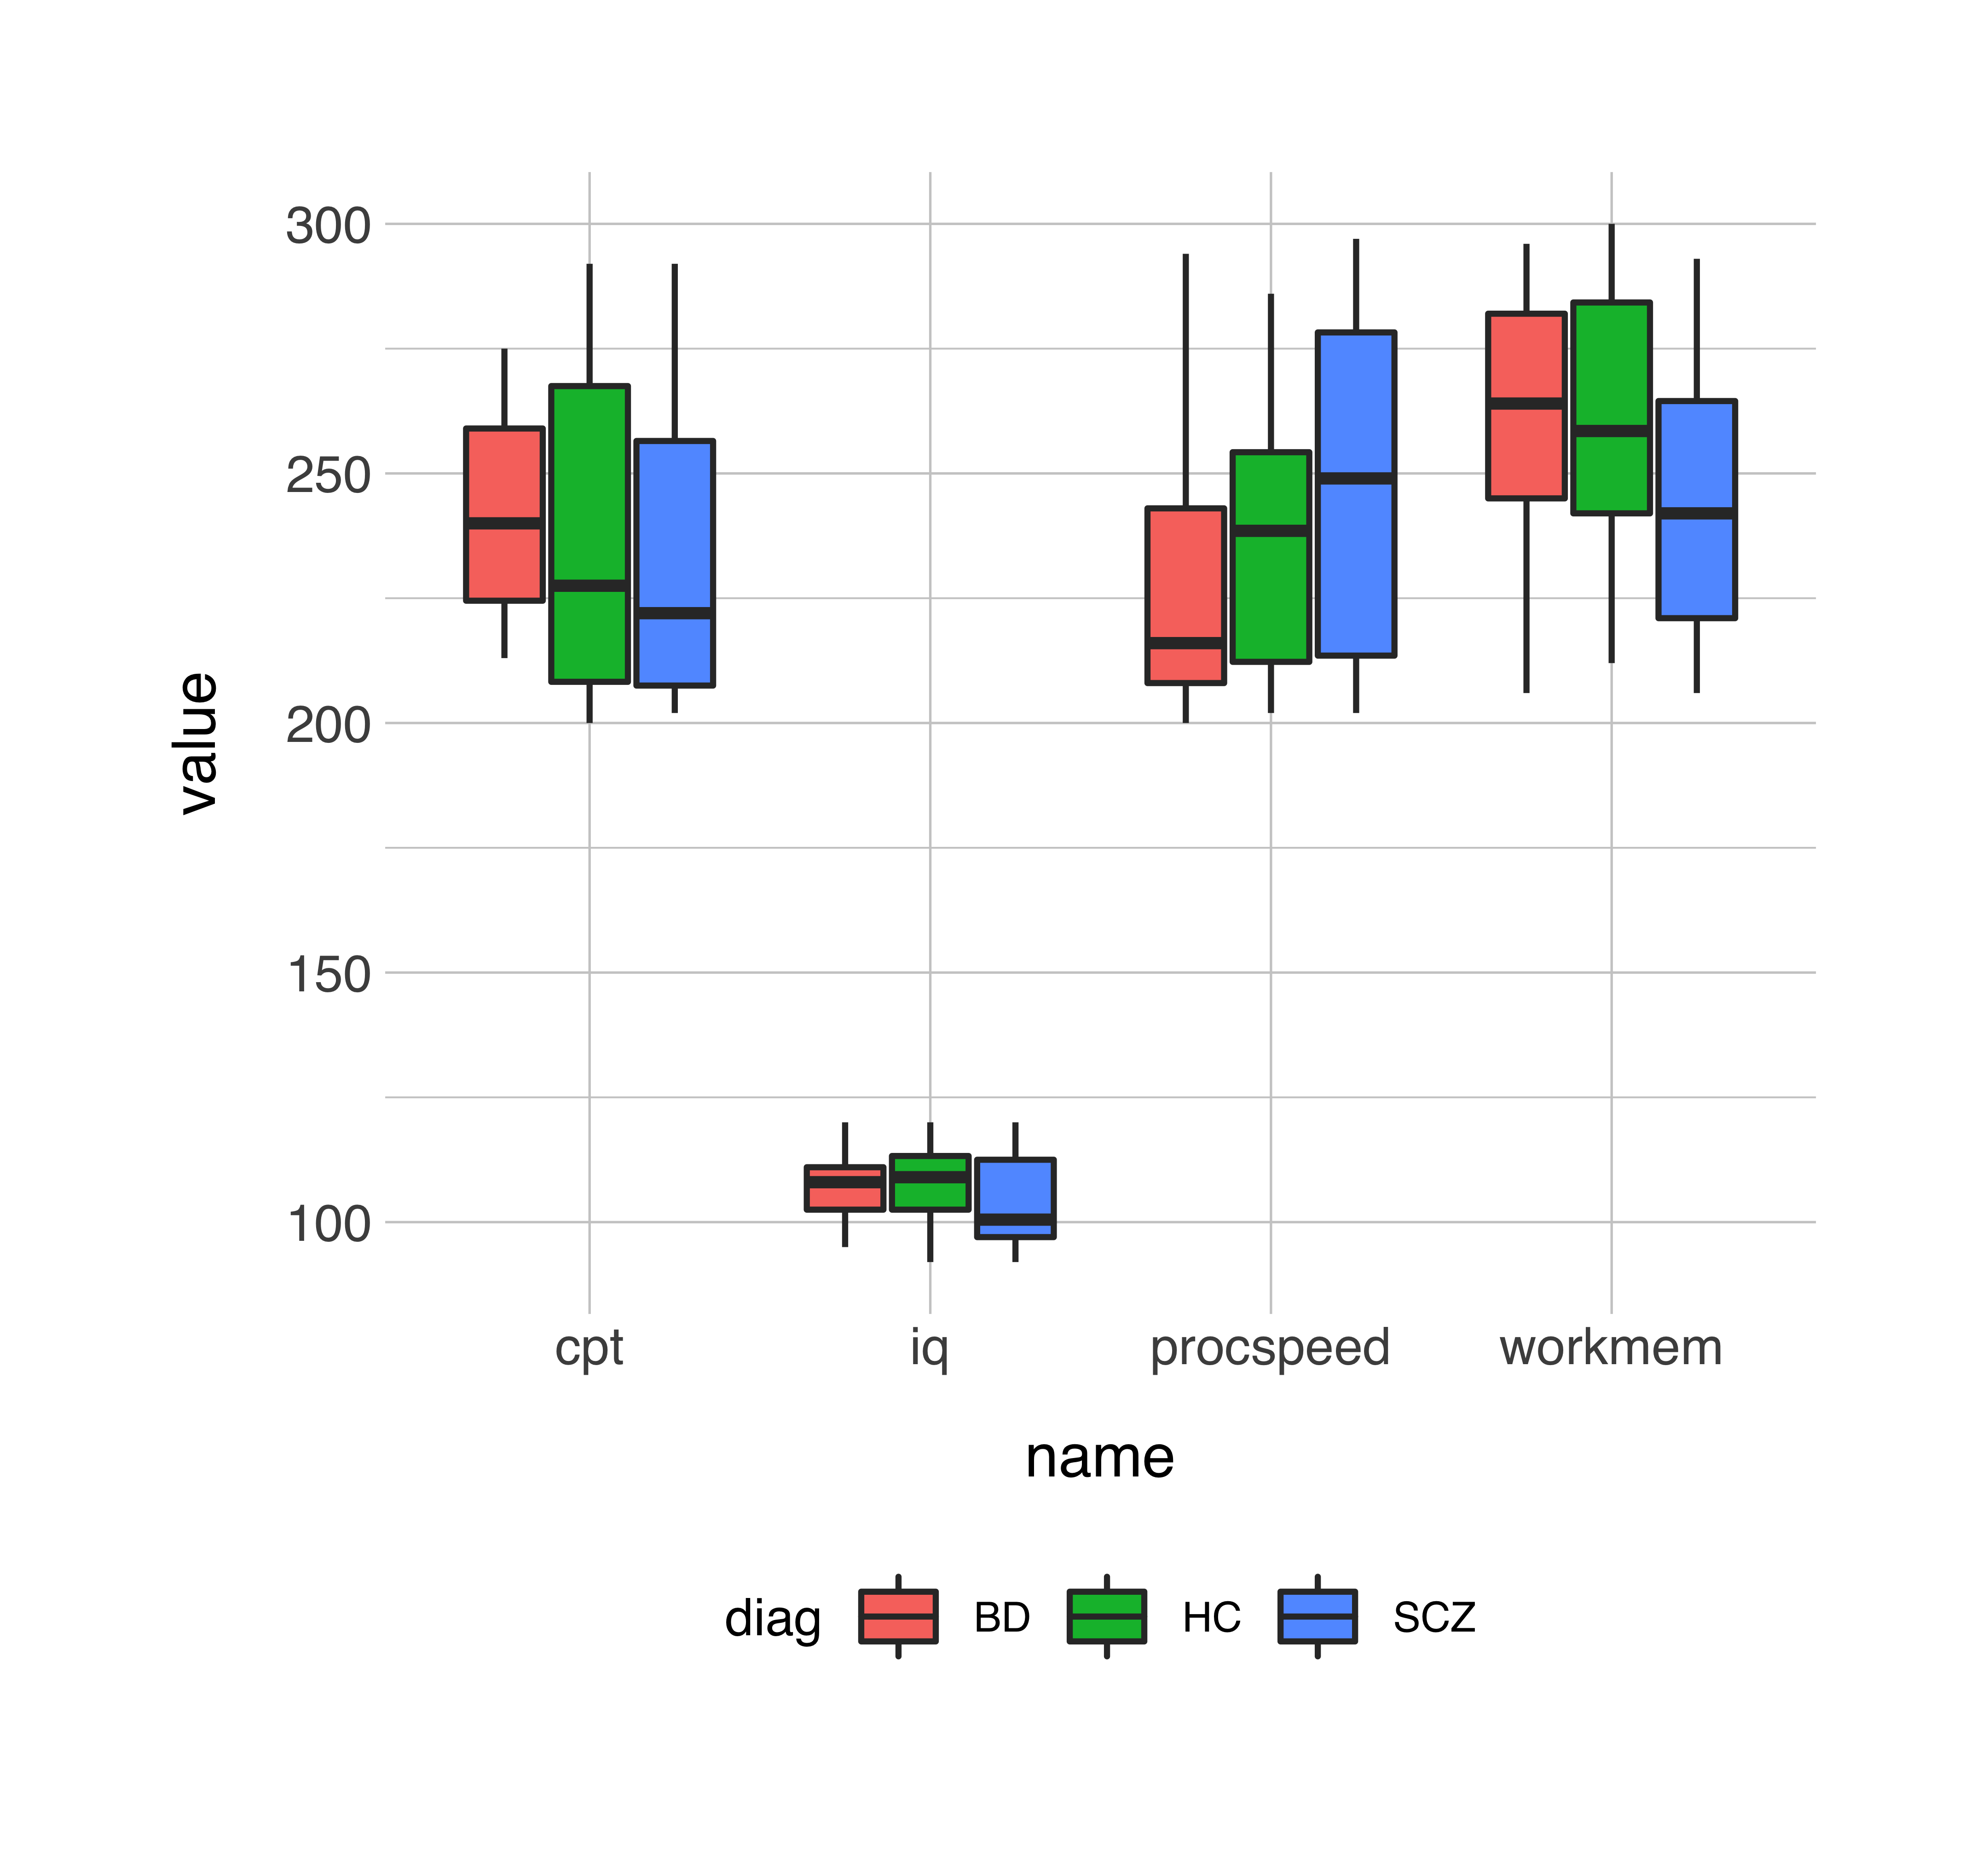 300
250
200
150
100
value
cpt iq procspeed workmem
name
diag BD HC SCZ